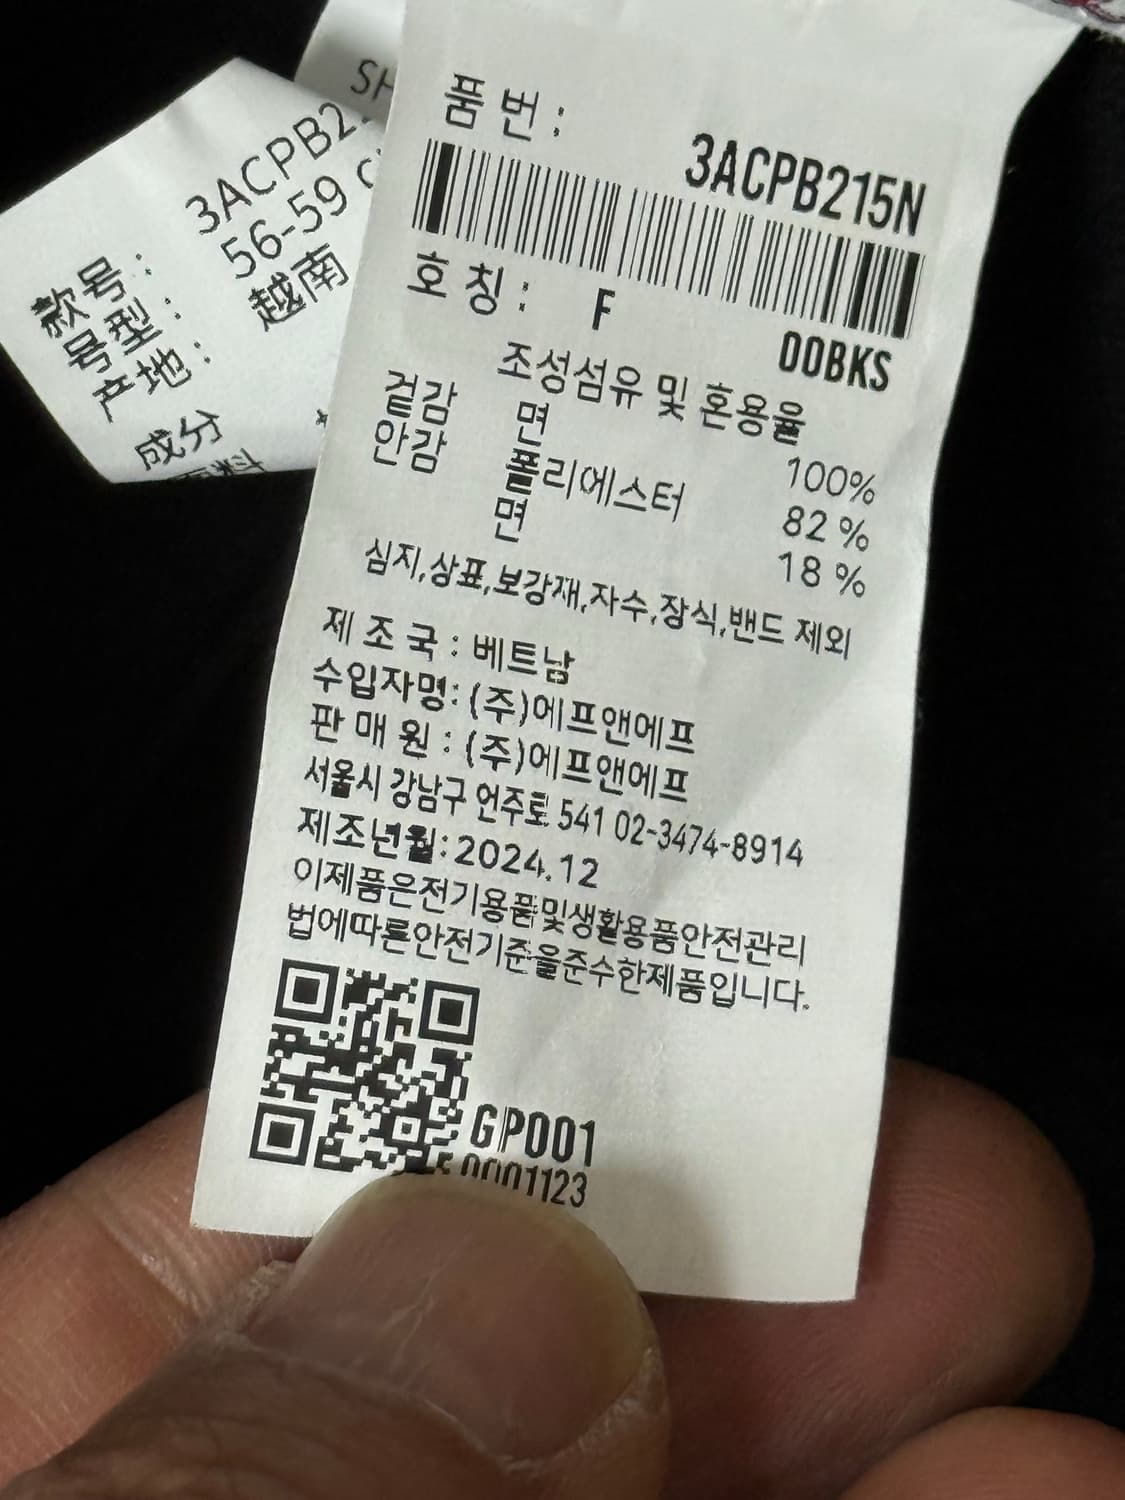 품 번 :
3ACPB215N
호 칭 : F
00BKS
조성섬유 및 혼용율
겉감 면 100%
안감 폴리에스터 82 %
면 18 %
심지,상표,보강재,자수,장식,밴드 제외
제 조 국 : 베트남
수입자명: (주)에프앤에프
판 매 원 : (주)에프앤에프
서울시 강남구 언주로 541 02-3474-8914
제조년월:2024.12
이제품은전기용품및생활용품안전관리
법에따른안전기준을준수한제품입니다.
GP001
SH
款号: 3ACPB2
号型: 56-59
产地: 越南
成分